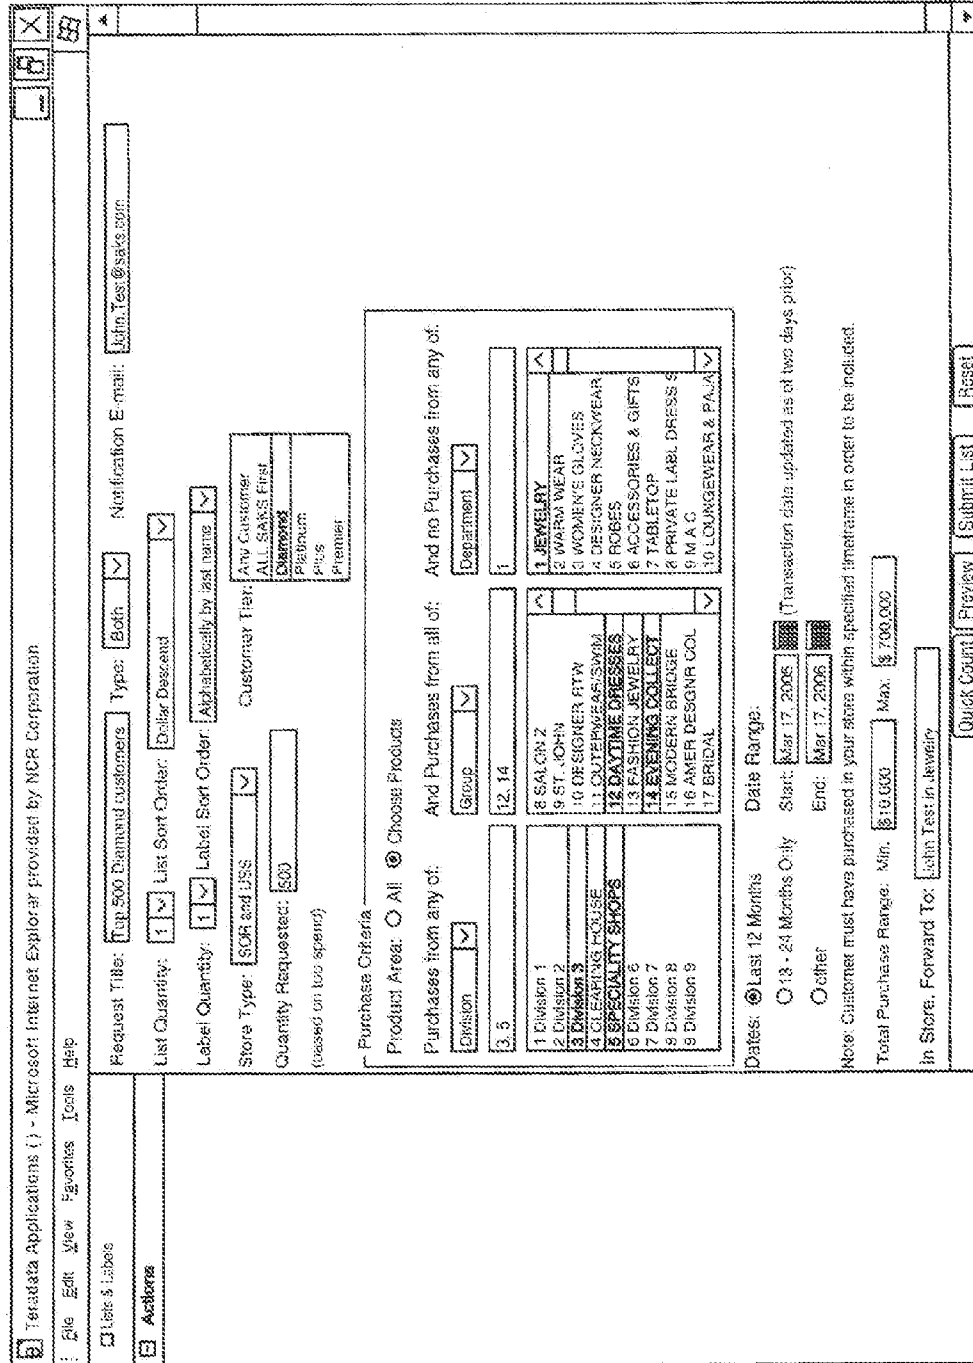 Teradata Applications () - Microsoft Internet Explorer provided by NCR Corporation
File Edit View Favorites Tools Help
Lists & Labels
Actions
Request Title: Top 500 Diamond customers Type: Both Notification E-mail: John.Test@saks.com
List Quantity: 1 List Sort Order: Dollar Descend
Label Quantity: 1 Label Sort Order: Alphabetically by last name
Store Type: SOR and USS Customer Tier: Any Customer
ALL SAKS First
Diamond
Platinum
Plus
Premier
Quantity Requested: 500
(based on top spend)
Purchase Criteria
Product Area: All Choose Products
Purchases from any of: And Purchases from all of: And no Purchases from any of:
Division Group Department
3, 5 12, 14 1
1 Division 1
2 Division 2
3 Division 3
4 CLEARING HOUSE
5 SPECIALITY SHOPS
6 Division 6
7 Division 7
8 Division 8
9 Division 9
8 SALON Z
9 ST. JOHN
10 DESIGNER RTW
11 OUTERWEAR/SWIM
12 DAYTIME DRESSES
13 FASHION JEWELRY
14 EVENING COLLECT
15 MODERN BRIDGE
16 AMER DESIGNR COL
17 BRIDAL
1 JEWELRY
2 WARM WEAR
3 WOMEN'S GLOVES
4 DESIGNER NECKWEAR
5 ROBES
6 ACCESSORIES & GIFTS
7 TABLETOP
8 PRIVATE LABL DRESS S
9 M A C
10 LOUNGEWEAR & PAJA
Dates: Last 12 Months Date Range:
13 - 24 Months Only Start: Mar 17, 2005 (Transaction data updated as of two days prior)
other End: Mar 17, 2006
Note: Customer must have purchased in your store within specified timeframe in order to be included.
Total Purchase Range: Min. $10,000 Max: $700,000
In Store, Forward To: John Test in Jewelry
Quick Count Preview Submit List Reset